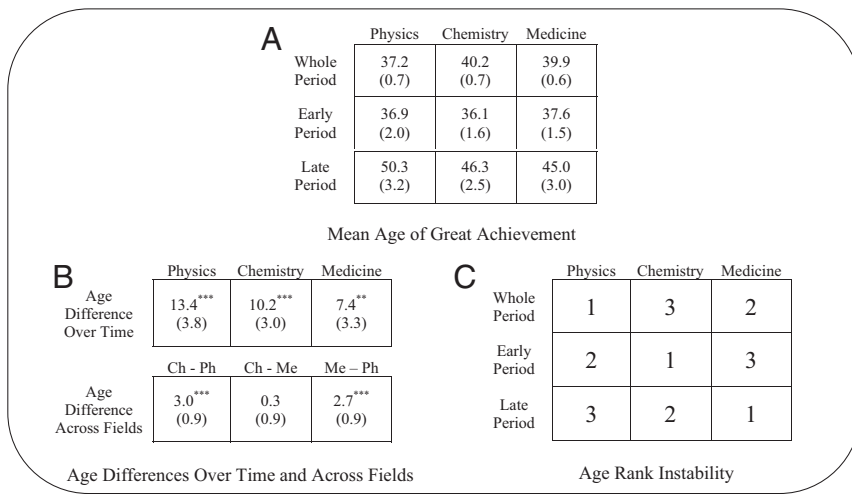 A
Physics Chemistry Medicine
Whole Period 37.2 (0.7) 40.2 (0.7) 39.9 (0.6)
Early Period 36.9 (2.0) 36.1 (1.6) 37.6 (1.5)
Late Period 50.3 (3.2) 46.3 (2.5) 45.0 (3.0)
Mean Age of Great Achievement
B
Physics Chemistry Medicine
Age Difference Over Time 13.4*** (3.8) 10.2*** (3.0) 7.4** (3.3)
Ch - Ph Ch - Me Me – Ph
Age Difference Across Fields 3.0*** (0.9) 0.3 (0.9) 2.7*** (0.9)
Age Differences Over Time and Across Fields
C
Physics Chemistry Medicine
Whole Period 1 3 2
Early Period 2 1 3
Late Period 3 2 1
Age Rank Instability